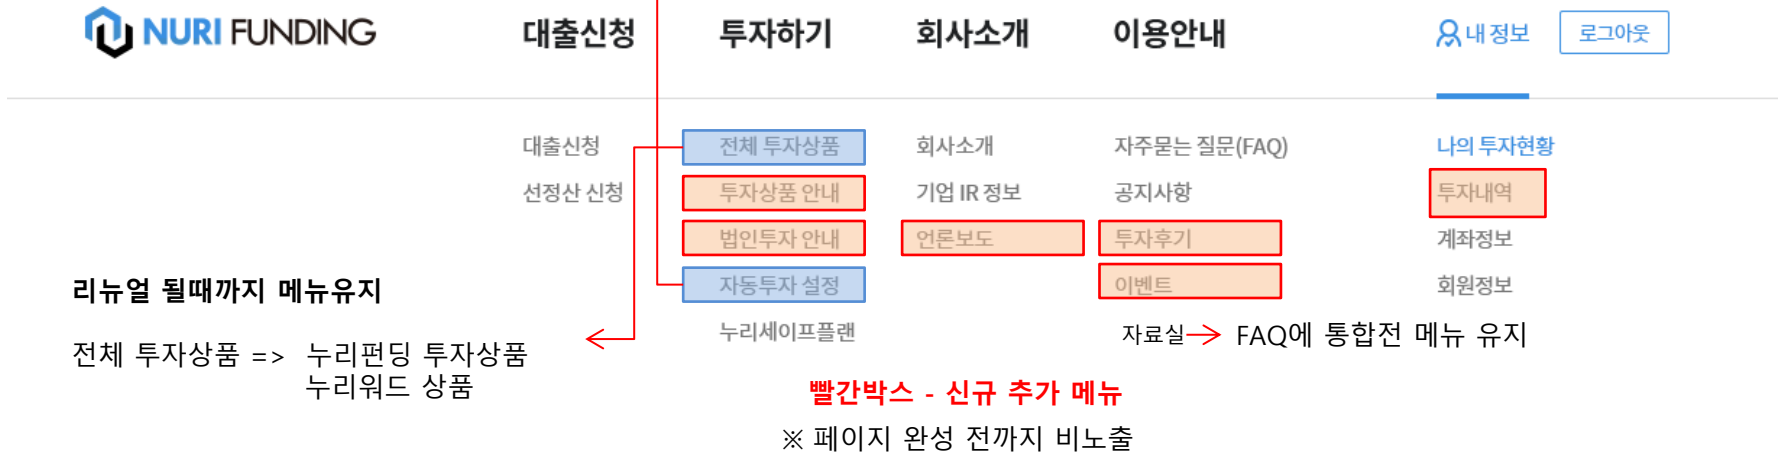 NURI FUNDING
대출신청 투자하기 회사소개 이용안내 내 정보 로그아웃
대출신청 전체 투자상품 회사소개 자주묻는 질문(FAQ) 나의 투자현황
선정산 신청 투자상품 안내 기업 IR 정보 공지사항 투자내역
법인투자 안내 언론보도 투자후기 계좌정보
리뉴얼 될때까지 메뉴유지 자동투자 설정 이벤트 회원정보
누리세이프플랜 자료실 FAQ에 통합전 메뉴 유지
전체 투자상품 => 누리펀딩 투자상품
누리워드 상품
빨간박스 - 신규 추가 메뉴
※ 페이지 완성 전까지 비노출